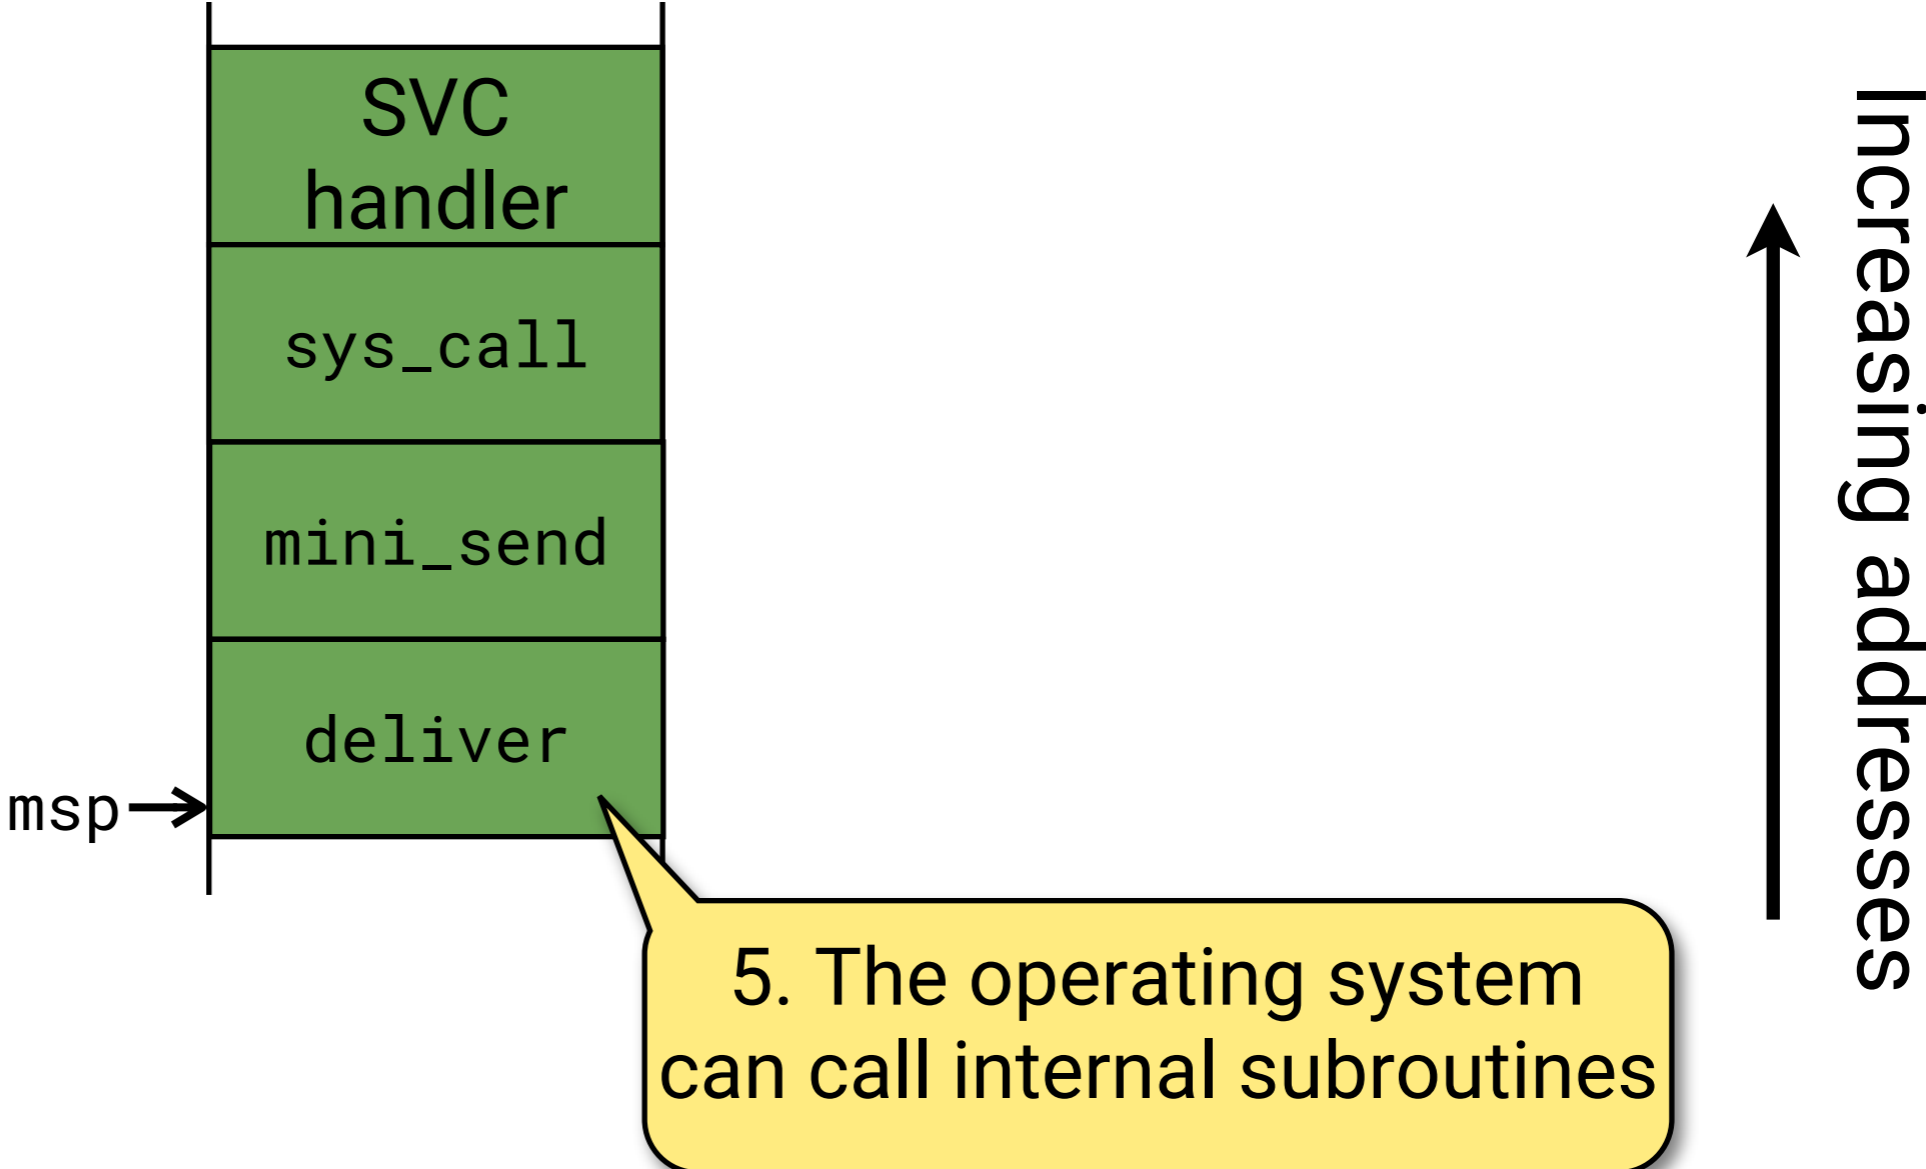 SVC
handler
sys_call
mini_send
deliver
msp
5. The operating system
can call internal subroutines
Increasing addresses